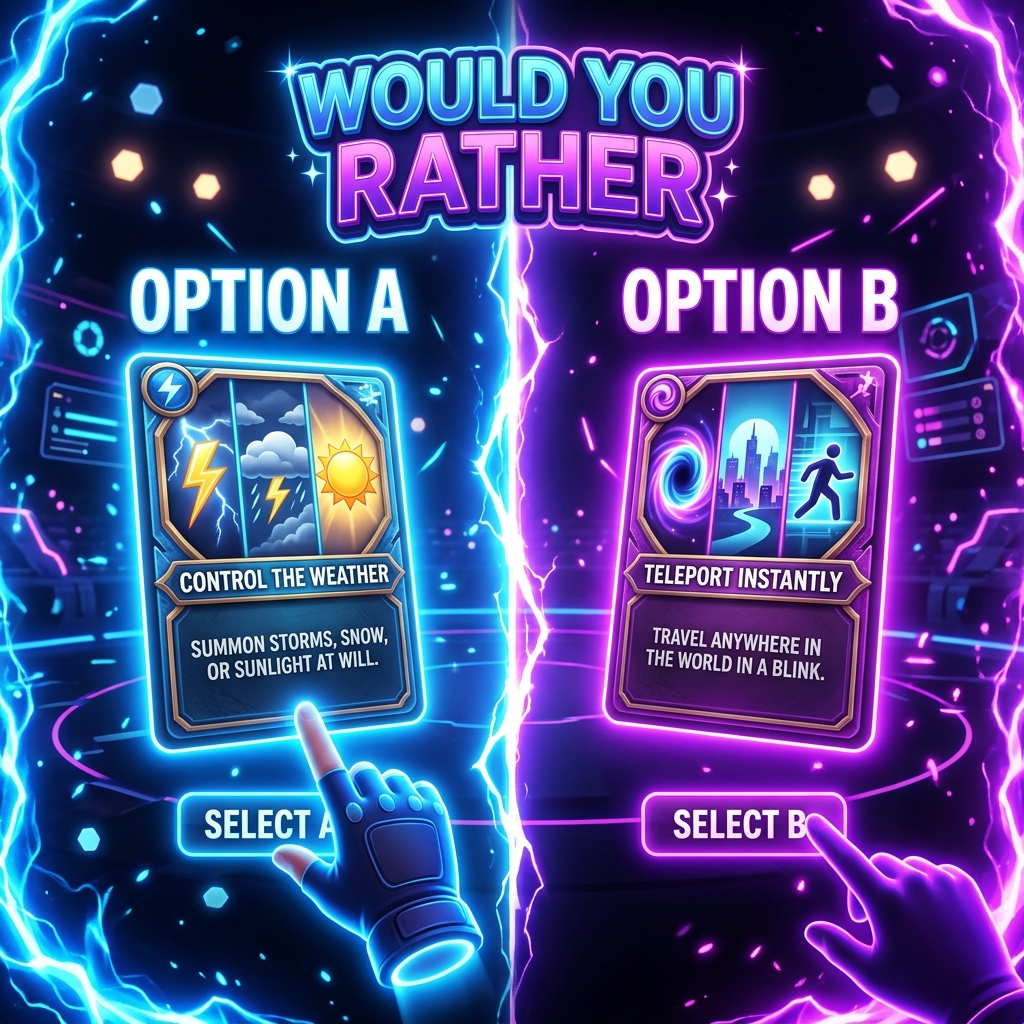 WOULD YOU
RATHER
OPTION A
CONTROL THE WEATHER
SUMMON STORMS, SNOW,
OR SUNLIGHT AT WILL.
SELECT A
OPTION B
TELEPORT INSTANTLY
TRAVEL ANYWHERE IN
THE WORLD IN A BLINK.
SELECT B